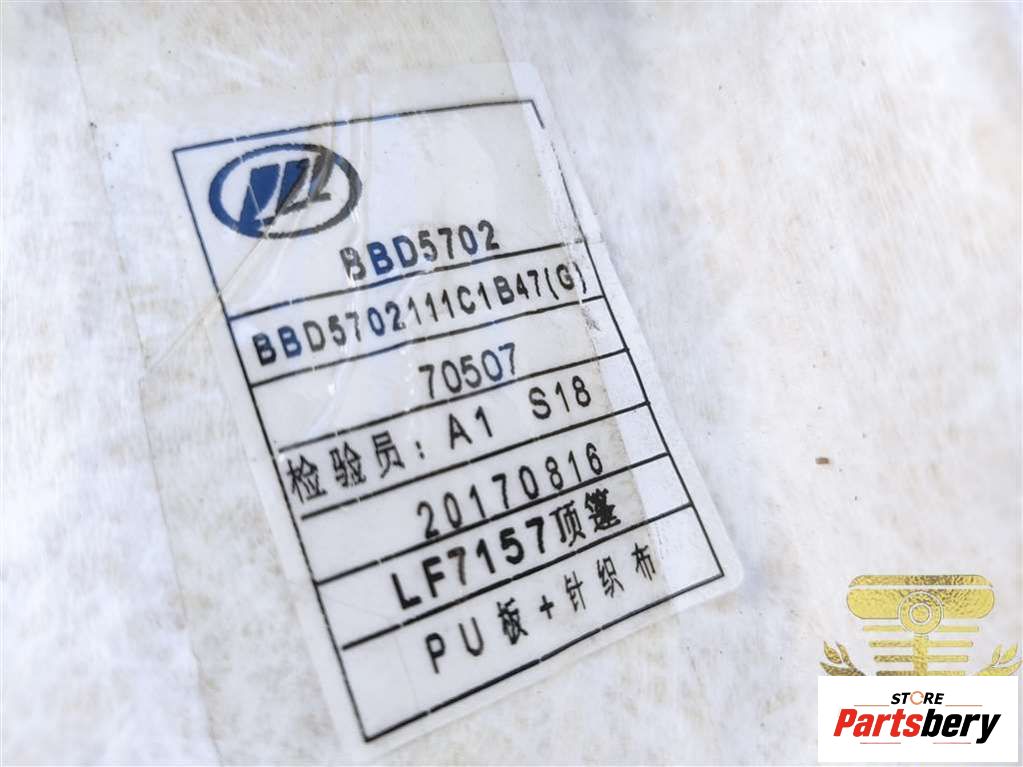 BBD5702
BBD5702111C1B47(G)
70507
检验员: A1 S18
20170816
LF7157顶篷
PU板+针织布
STORE
Partsbery